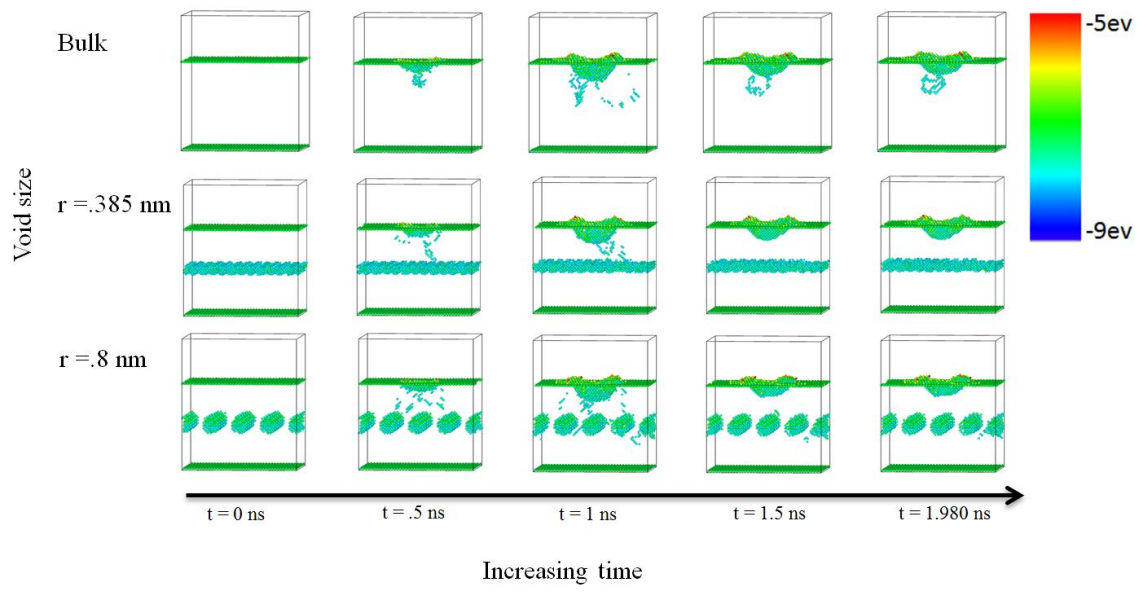 Bulk
-5ev
-9ev
Void size
r =.385 nm
r =.8 nm
t = 0 ns
t = .5 ns
t = 1 ns
t = 1.5 ns
t = 1.980 ns
Increasing time